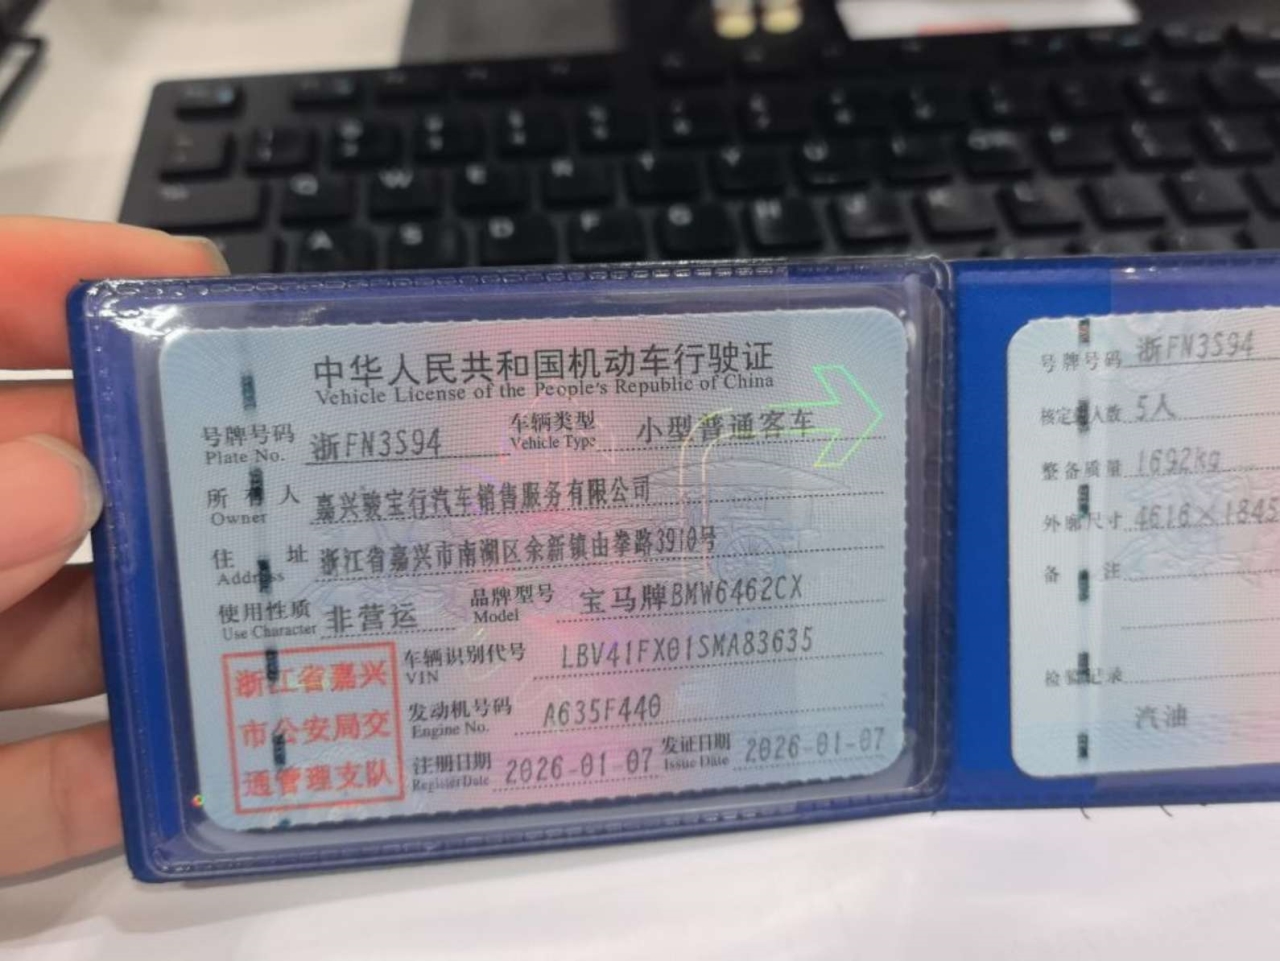 中华人民共和国机动车行驶证
Vehicle License of the People's Republic of China
号牌号码 浙FN3S94 车辆类型 小型普通客车
Plate No. Vehicle Type
所有人 嘉兴骏宝行汽车销售服务有限公司
Owner
住址 浙江省嘉兴市南湖区余新镇由拳路3910号
Address
使用性质 非营运 品牌型号 宝马牌BMW6462CX
Use Character Model
浙江省嘉兴
市公安局交
通管理支队
车辆识别代号 LBV41FX01SMA83635
VIN
发动机号码 A635F440
Engine No.
注册日期 2026-01-07 发证日期 2026-01-07
Register Date Issue Date
号牌号码 浙FN3S94
核定载人数 5人
整备质量 1692kg
外廓尺寸 4616×1845
备注
检验记录
汽油
Q W E R T Y U
A S D F G H J K L